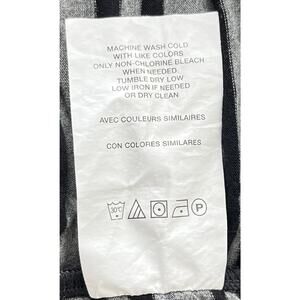 MACHINE WASH COLD
WITH LIKE COLORS
ONLY NON-CHLORINE BLEACH
WHEN NEEDED
TUMBLE DRY LOW
LOW IRON IF NEEDED
OR DRY CLEAN
AVEC COULEURS SIMILAIRES
CON COLORES SIMILARES
30°C P